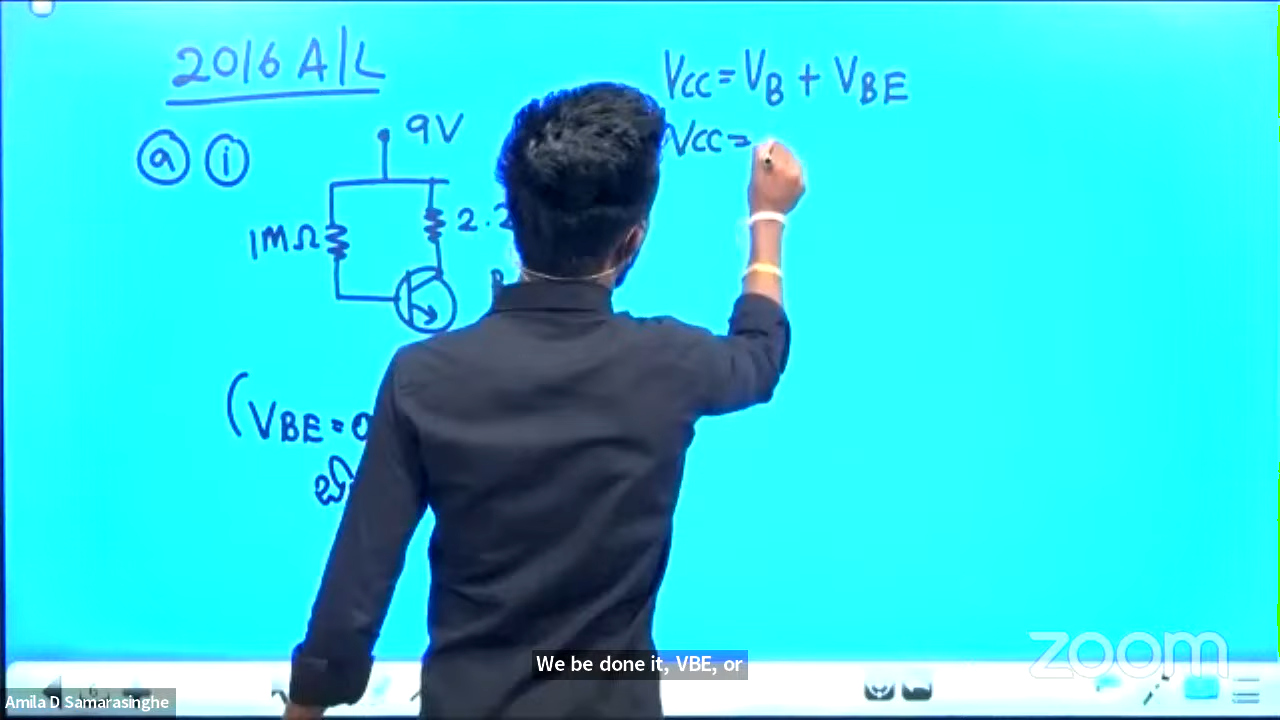 2016 A/L
a i
9V
1MΩ
2.2
(VBE = 0
VCC = VB + VBE
VCC =
We be done it, VBE, or
zoom
Amila D Samarasinghe